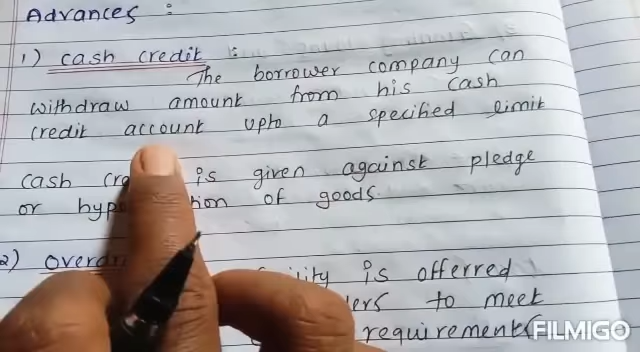 Advances :
1) cash credit :
The borrower company can
withdraw amount from his cash
credit account upto a specified limit
cash is given against pledge
or of goods
2)
is offerred
to meet
requirements
FILMIGO